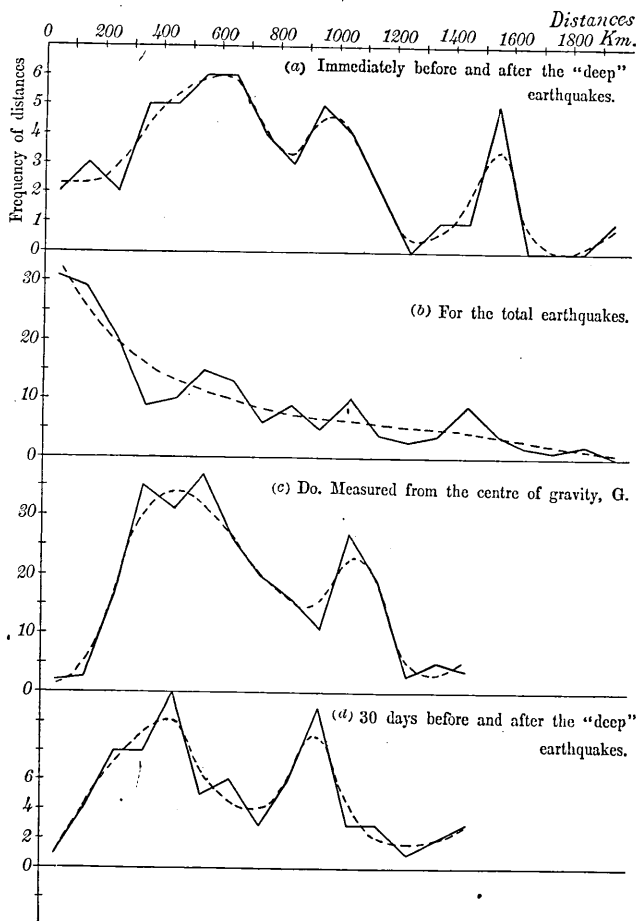 Distances
0 200 400 600 800 1000 1200 1400 1600 1800 Km.
Frequency of distances
(a) Immediately before and after the "deep"
earthquakes.
6
5
4
3
2
1
0
30
(b) For the total earthquakes.
20
10
0
(c) Do. Measured from the centre of gravity, G.
30
20
10
0
(d) 30 days before and after the "deep"
earthquakes.
6
4
2
0